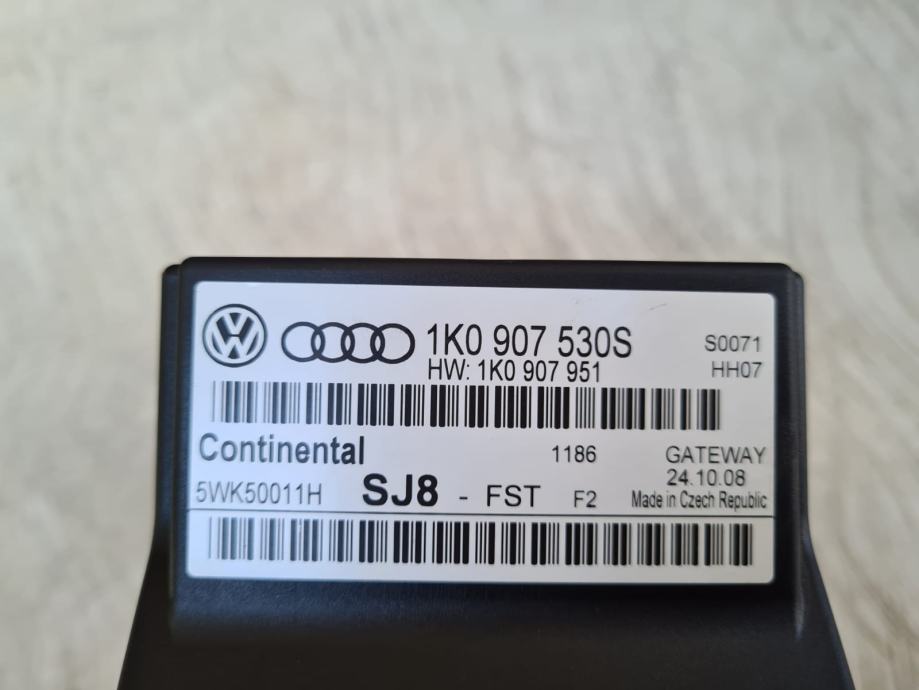 1K0 907 530S S0071
HW: 1K0 907 951 HH07
Continental 1186 GATEWAY
24.10.08
5WK50011H SJ8 - FST F2 Made in Czech Republic